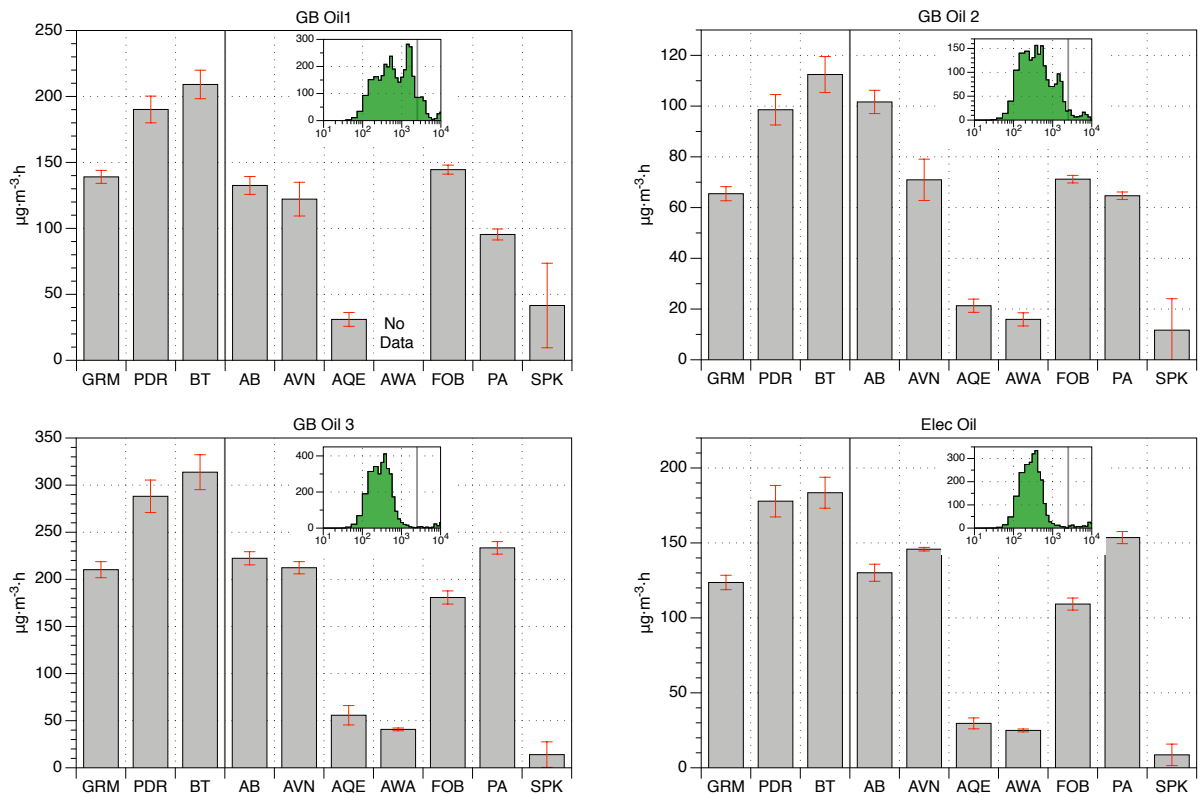 GB Oil1
250
200
150
100
50
0
µg·m⁻³·h
300
200
100
0
10¹ 10² 10³ 10⁴
No
Data
GRM PDR BT AB AVN AQE AWA FOB PA SPK
GB Oil 2
120
100
80
60
40
20
0
µg·m⁻³·h
150
100
50
0
10¹ 10² 10³ 10⁴
GRM PDR BT AB AVN AQE AWA FOB PA SPK
GB Oil 3
350
300
250
200
150
100
50
0
µg·m⁻³·h
400
200
0
10¹ 10² 10³ 10⁴
GRM PDR BT AB AVN AQE AWA FOB PA SPK
Elec Oil
200
150
100
50
0
µg·m⁻³·h
300
200
100
0
10¹ 10² 10³ 10⁴
GRM PDR BT AB AVN AQE AWA FOB PA SPK